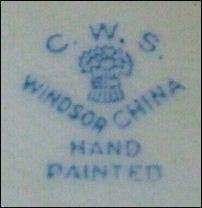 C. W. S.
WINDSOR CHINA
HAND
PAINTED